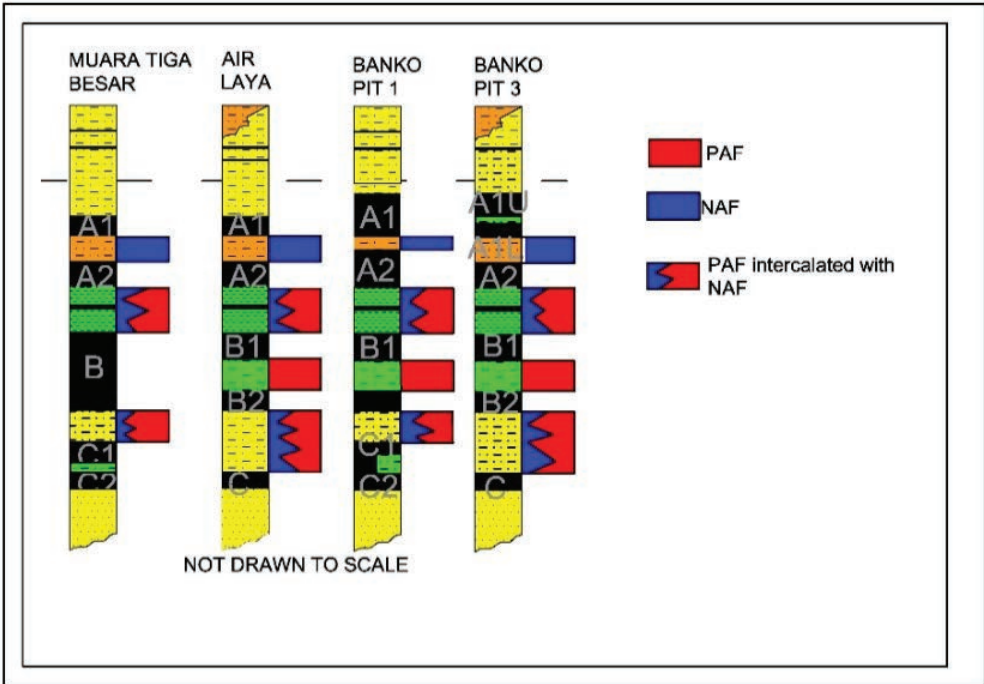 MUARA TIGA
BESAR
AIR
LAYA
BANKO
PIT 1
BANKO
PIT 3
A1
A2
B
C1
C2
A1
A2
B1
B2
C
A1
A2
B1
C1
C2
A1U
A1L
A2
B1
B2
C
PAF
NAF
PAF intercalated with
NAF
NOT DRAWN TO SCALE